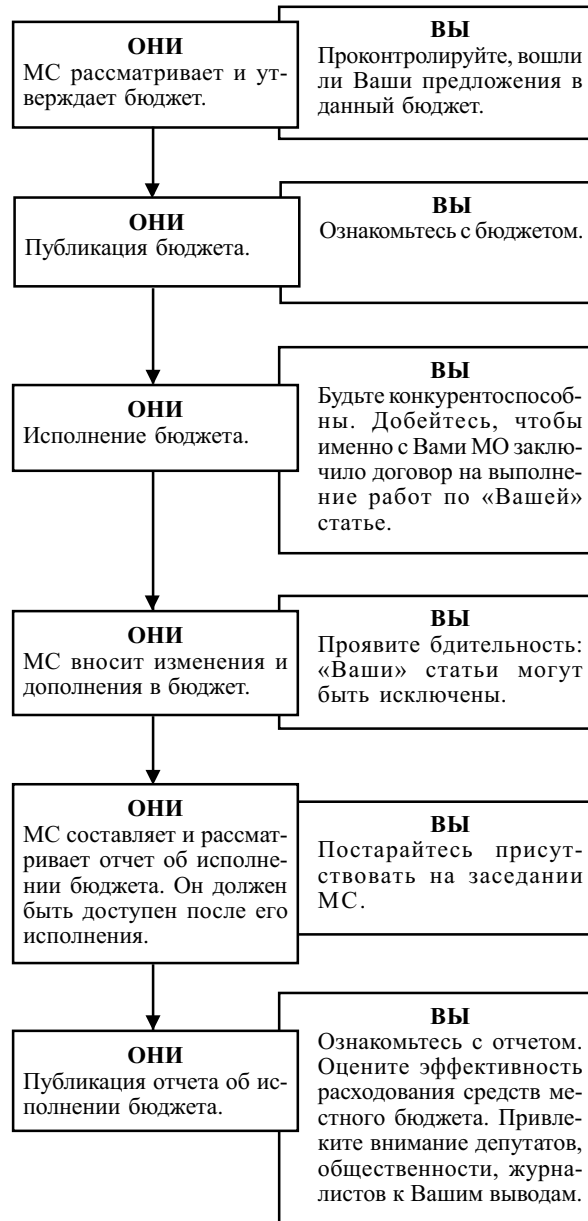 ОНИ
МС рассматривает и ут-
верждает бюджет.
ВЫ
Проконтролируйте, вошли
ли Ваши предложения в
данный бюджет.
ОНИ
Публикация бюджета.
ВЫ
Ознакомьтесь с бюджетом.
ОНИ
Исполнение бюджета.
ВЫ
Будьте конкурентоспособ-
ны. Добейтесь, чтобы
именно с Вами МО заклю-
чило договор на выполне-
ние работ по «Вашей»
статье.
ОНИ
МС вносит изменения и
дополнения в бюджет.
ВЫ
Проявите бдительность:
«Ваши» статьи могут
быть исключены.
ОНИ
МС составляет и рассмат-
ривает отчет об исполне-
нии бюджета. Он должен
быть доступен после его
исполнения.
ВЫ
Постарайтесь присут-
ствовать на заседании
МС.
ОНИ
Публикация отчета об ис-
полнении бюджета.
ВЫ
Ознакомьтесь с отчетом.
Оцените эффективность
расходования средств ме-
стного бюджета. Привле-
ките внимание депутатов,
общественности, журна-
листов к Вашим выводам.